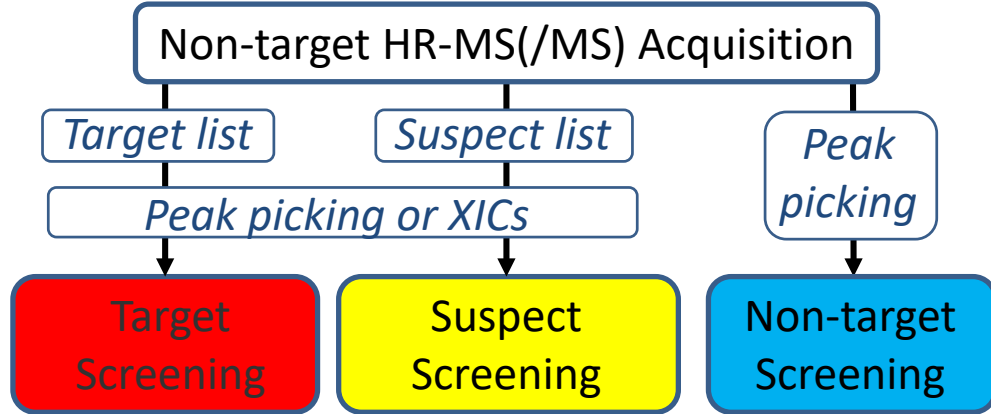 Non-target HR-MS(/MS) Acquisition
Target list
Suspect list
Peak
picking
Peak picking or XICs
Target
Screening
Suspect
Screening
Non-target
Screening